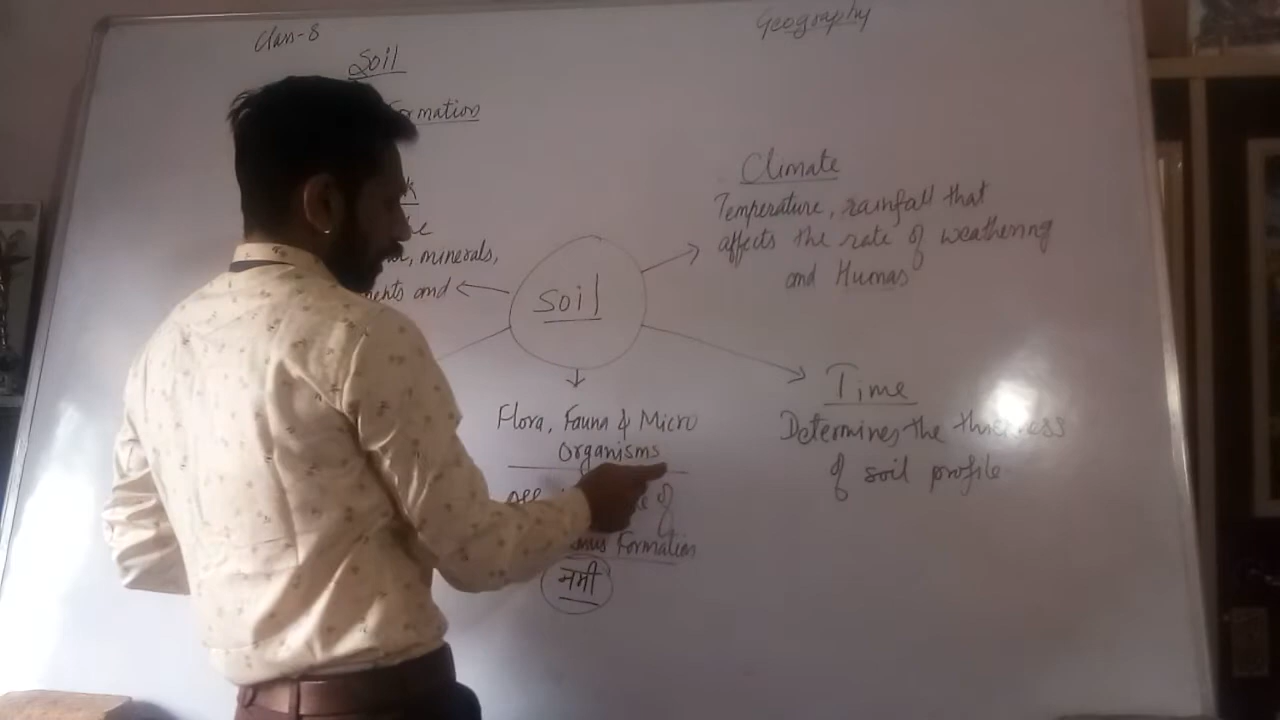 Class-8
Geography
Soil
Formation
minerals,
and
Soil
Climate
Temperature, rainfall that
affects the rate of weathering
and Humas
Time
Determines the thickness
of soil profile
Flora, Fauna & Micro
Organisms
of
Formation
नमी